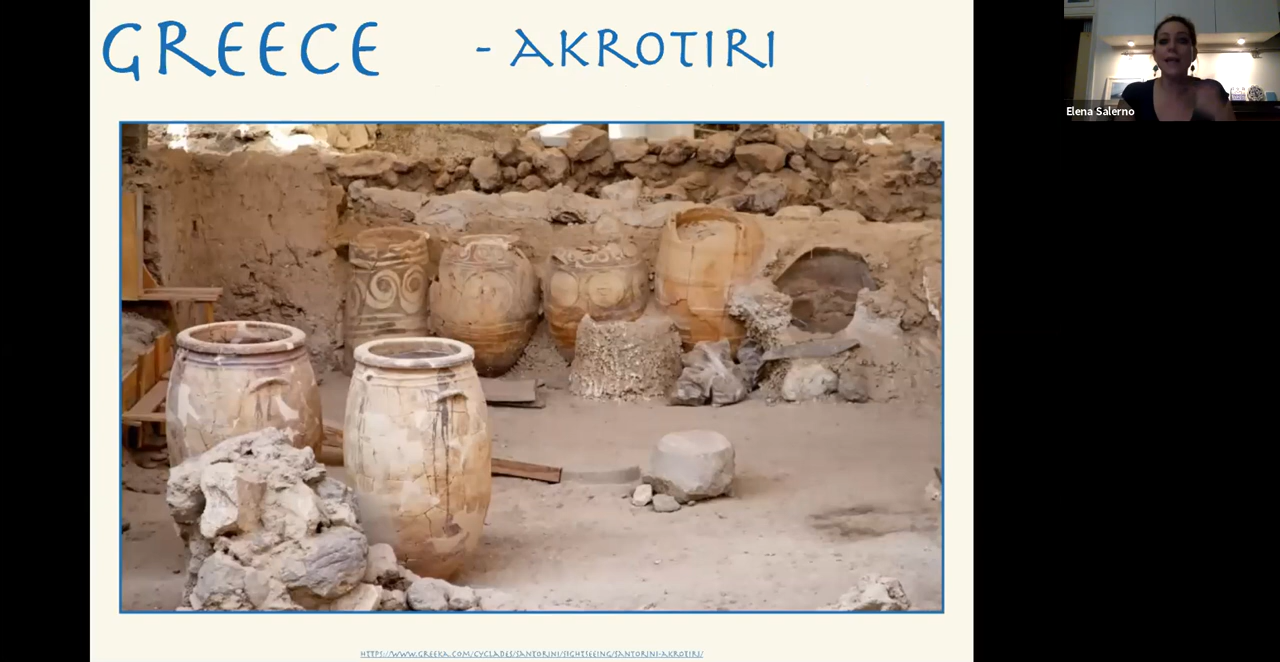 GREECE - AKROTIRI
Elena Salerno
HTTPS://WWW.GREEKA.COM/CYCLADES/SANTORINI/SIGHTSEEING/SANTORINI-AKROTIRI/